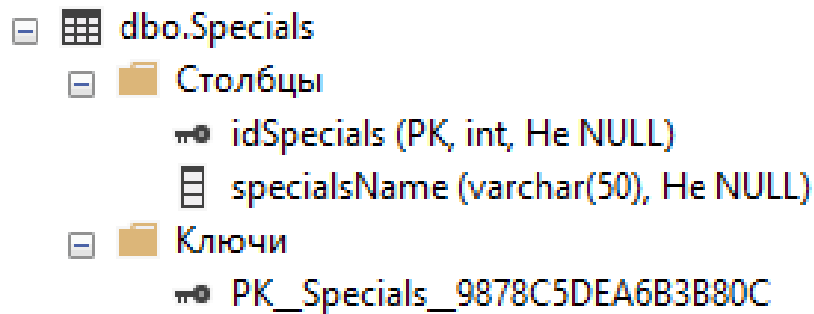 dbo.Specials
Столбцы
idSpecials (PK, int, Не NULL)
specialsName (varchar(50), Не NULL)
Ключи
PK__Specials__9878C5DEA6B3B80C